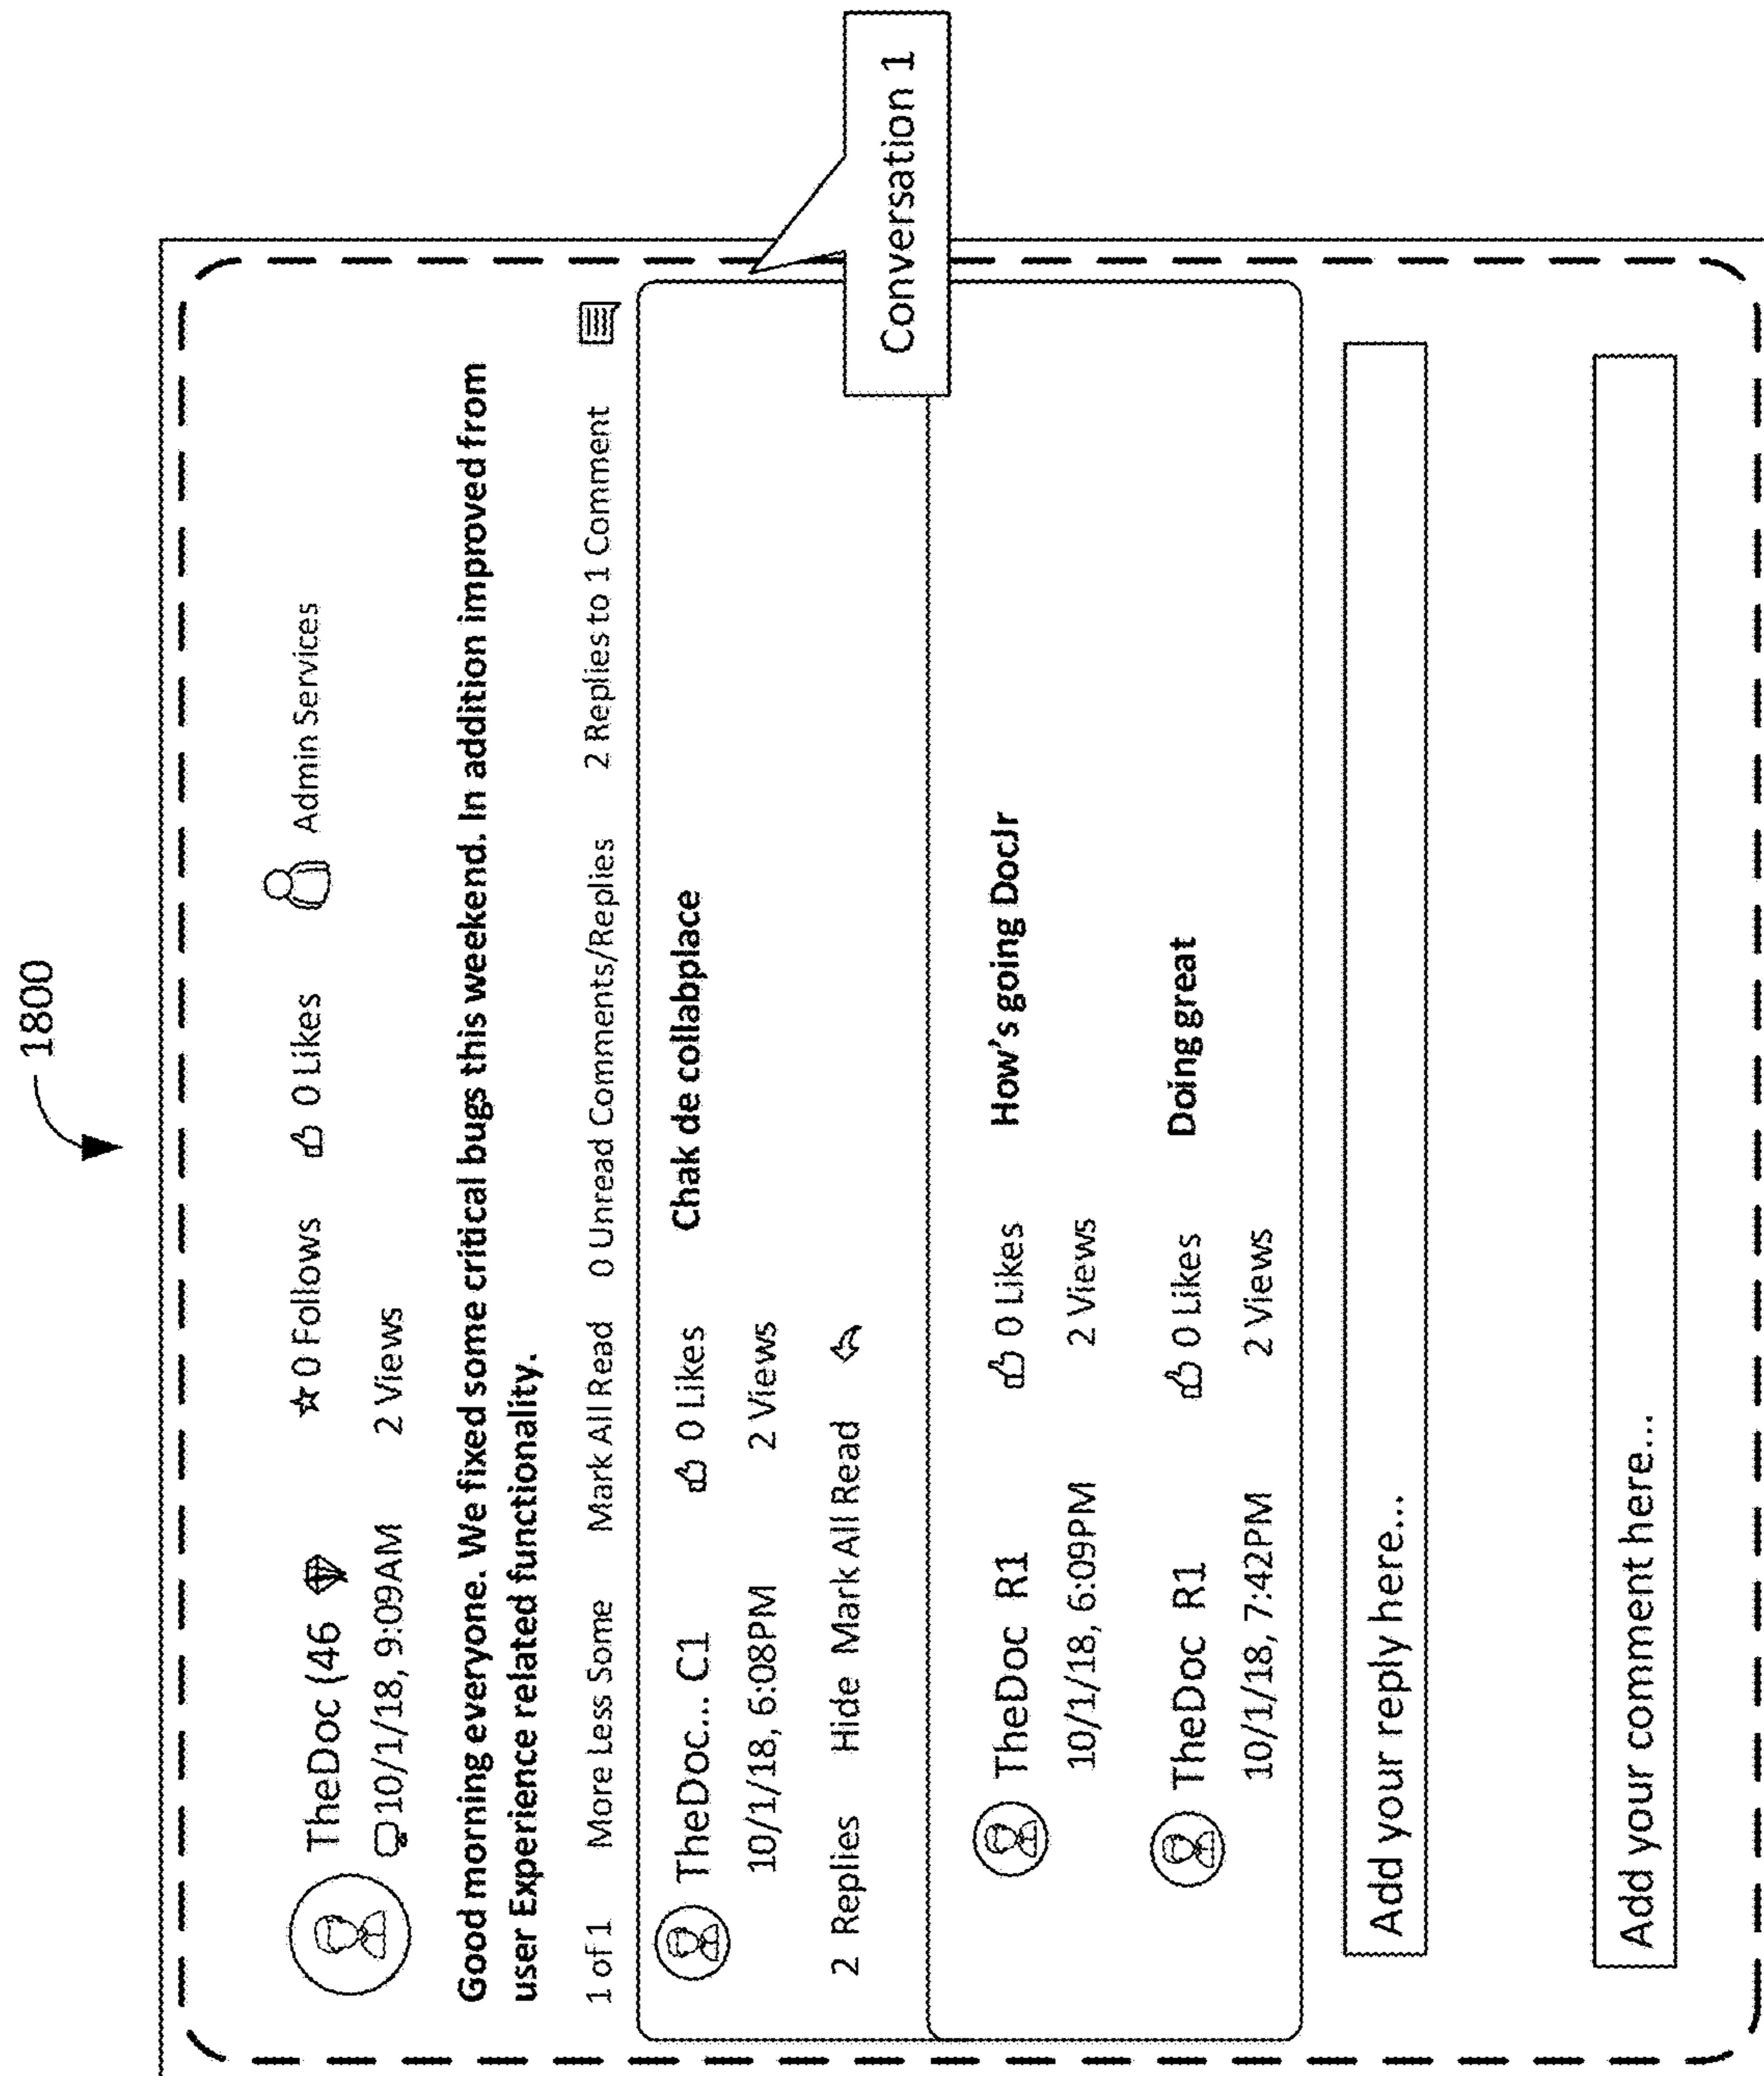 1800
TheDoc (46 0 Follows 0 Likes Admin Services
10/1/18, 9:09AM 2 Views
Good morning everyone. We fixed some critical bugs this weekend. In addition improved from
user Experience related functionality.
1 of 1 More Less Some Mark All Read 0 Unread Comments/Replies 2 Replies to 1 Comment
TheDoc... C1 0 Likes Chak de collabplace
10/1/18, 6:08PM 2 Views
2 Replies Hide Mark All Read
Conversation 1
TheDoc R1 0 Likes How's going DocJr
10/1/18, 6:09PM 2 Views
TheDoc R1 0 Likes Doing great
10/1/18, 7:42PM 2 Views
Add your reply here...
Add your comment here...